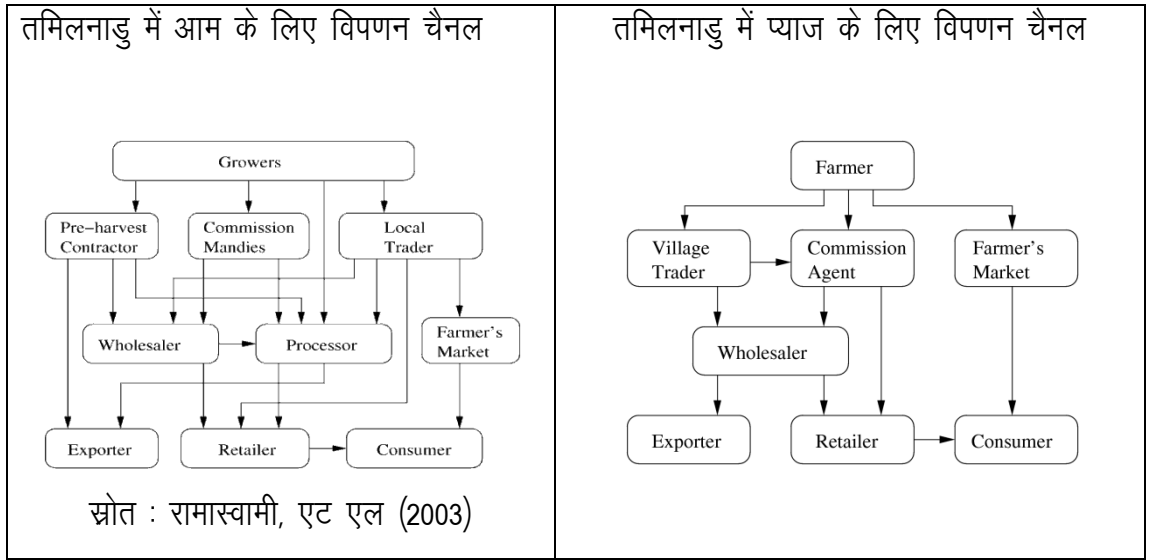 तमिलनाडु में आम के लिए विपणन चैनल
Growers
Pre-harvest
Contractor
Commission
Mandies
Local
Trader
Wholesaler
Processor
Farmer's
Market
Exporter
Retailer
Consumer
स्रोत : रामास्वामी, एट एल (2003)
तमिलनाडु में प्याज के लिए विपणन चैनल
Farmer
Village
Trader
Commission
Agent
Farmer's
Market
Wholesaler
Exporter
Retailer
Consumer